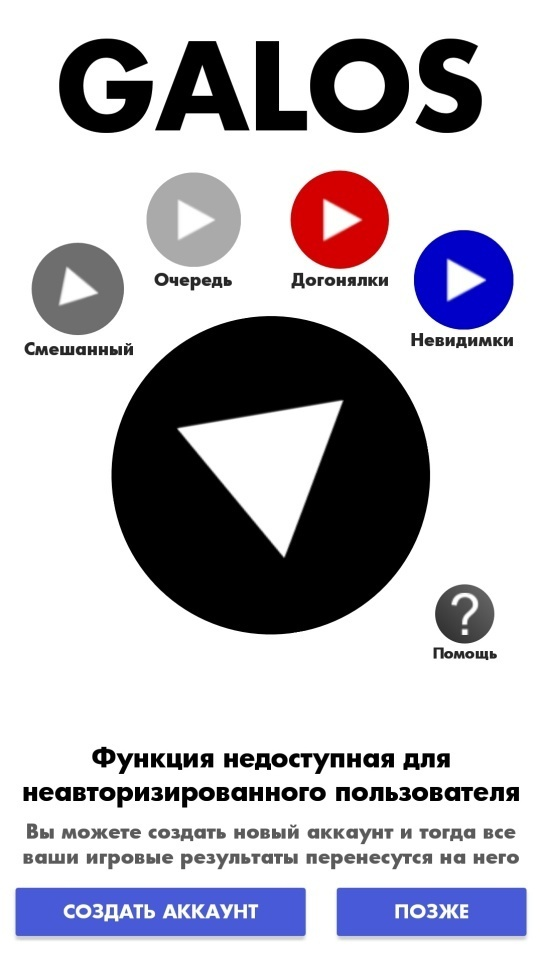 GALOS
Очередь
Догонялки
Смешанный
Невидимки
?
Помощь
Функция недоступная для
неавторизированного пользователя
Вы можете создать новый аккаунт и тогда все
ваши игровые результаты перенесутся на него
СОЗДАТЬ АККАУНТ
ПОЗЖЕ